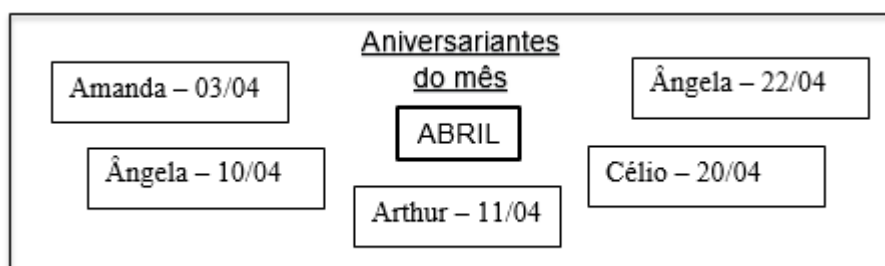 Aniversariantes
do mês
ABRIL
Amanda – 03/04
Ângela – 10/04
Arthur – 11/04
Célio – 20/04
Ângela – 22/04